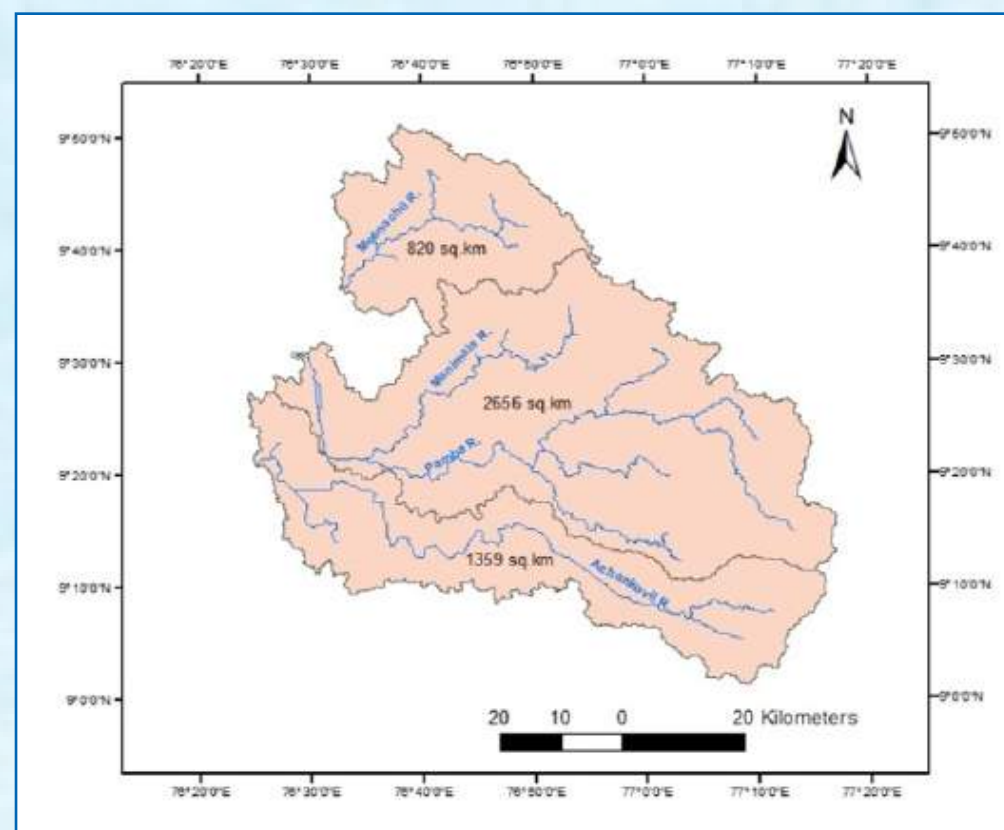 76°20'0"E 76°30'0"E 76°40'0"E 76°50'0"E 77°0'0"E 77°10'0"E 77°20'0"E
N
9°50'0"N 9°50'0"N
Manimala R.
9°40'0"N 820 sq.km 9°40'0"N
9°30'0"N 9°30'0"N
2656 sq.km
Pamba R.
9°20'0"N 9°20'0"N
1359 sq.km
Achankovil R.
9°10'0"N 9°10'0"N
9°0'0"N 9°0'0"N
20 10 0 20 Kilometers
76°20'0"E 76°30'0"E 76°40'0"E 76°50'0"E 77°0'0"E 77°10'0"E 77°20'0"E